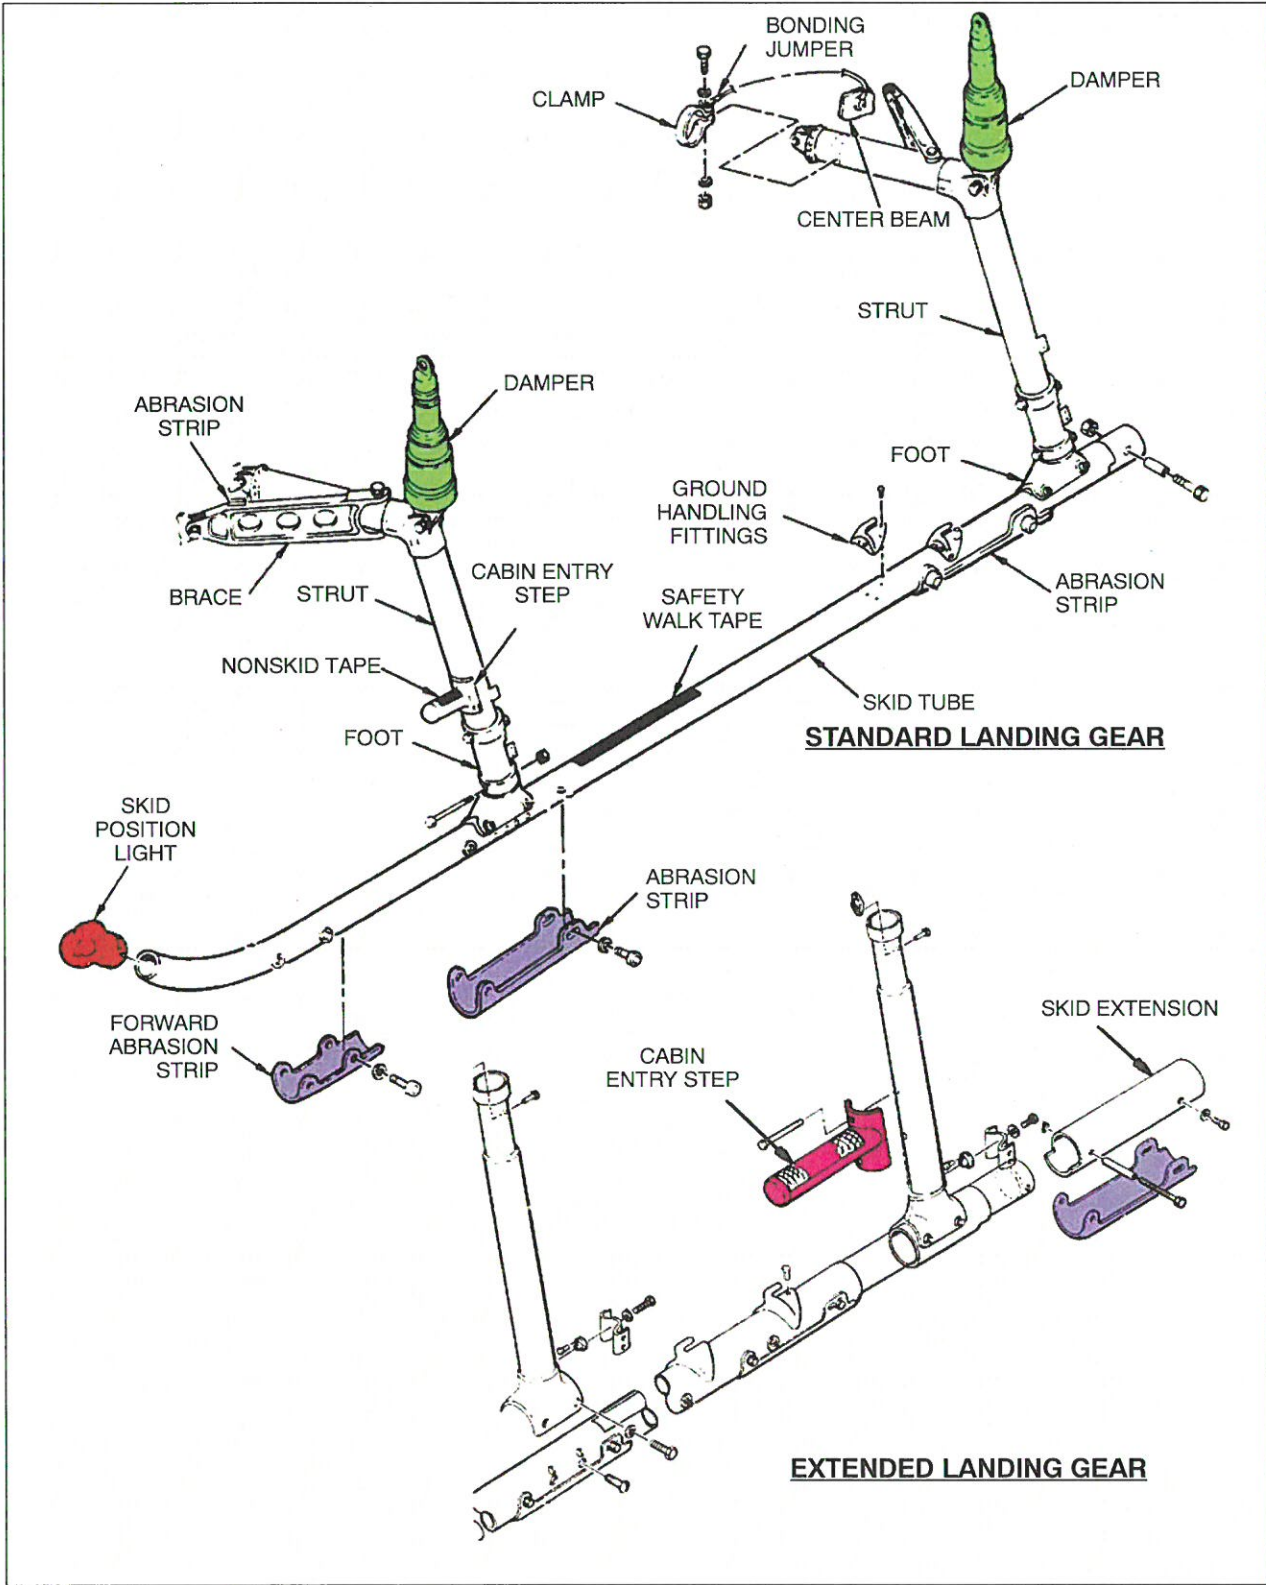 BONDING
JUMPER
CLAMP
DAMPER
CENTER BEAM
STRUT
DAMPER
ABRASION
STRIP
FOOT
GROUND
HANDLING
FITTINGS
BRACE
STRUT
CABIN ENTRY
STEP
SAFETY
WALK TAPE
ABRASION
STRIP
NONSKID TAPE
SKID TUBE
FOOT
STANDARD LANDING GEAR
SKID
POSITION
LIGHT
ABRASION
STRIP
FORWARD
ABRASION
STRIP
SKID EXTENSION
CABIN
ENTRY STEP
EXTENDED LANDING GEAR